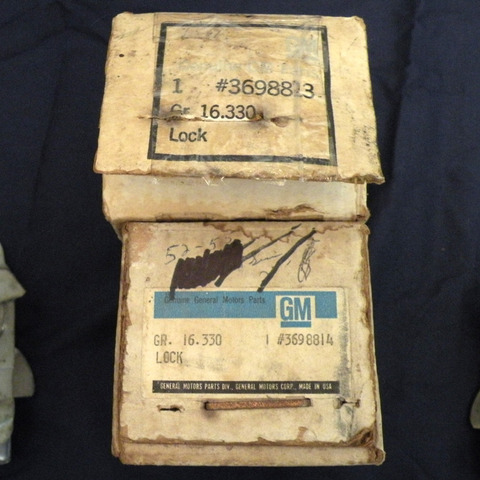 1 #3698813
Gr 16.330
Lock
Genuine General Motors Parts
GM
GR. 16.330 1 #3698814
LOCK
GENERAL MOTORS PARTS DIV., GENERAL MOTORS CORP., MADE IN USA